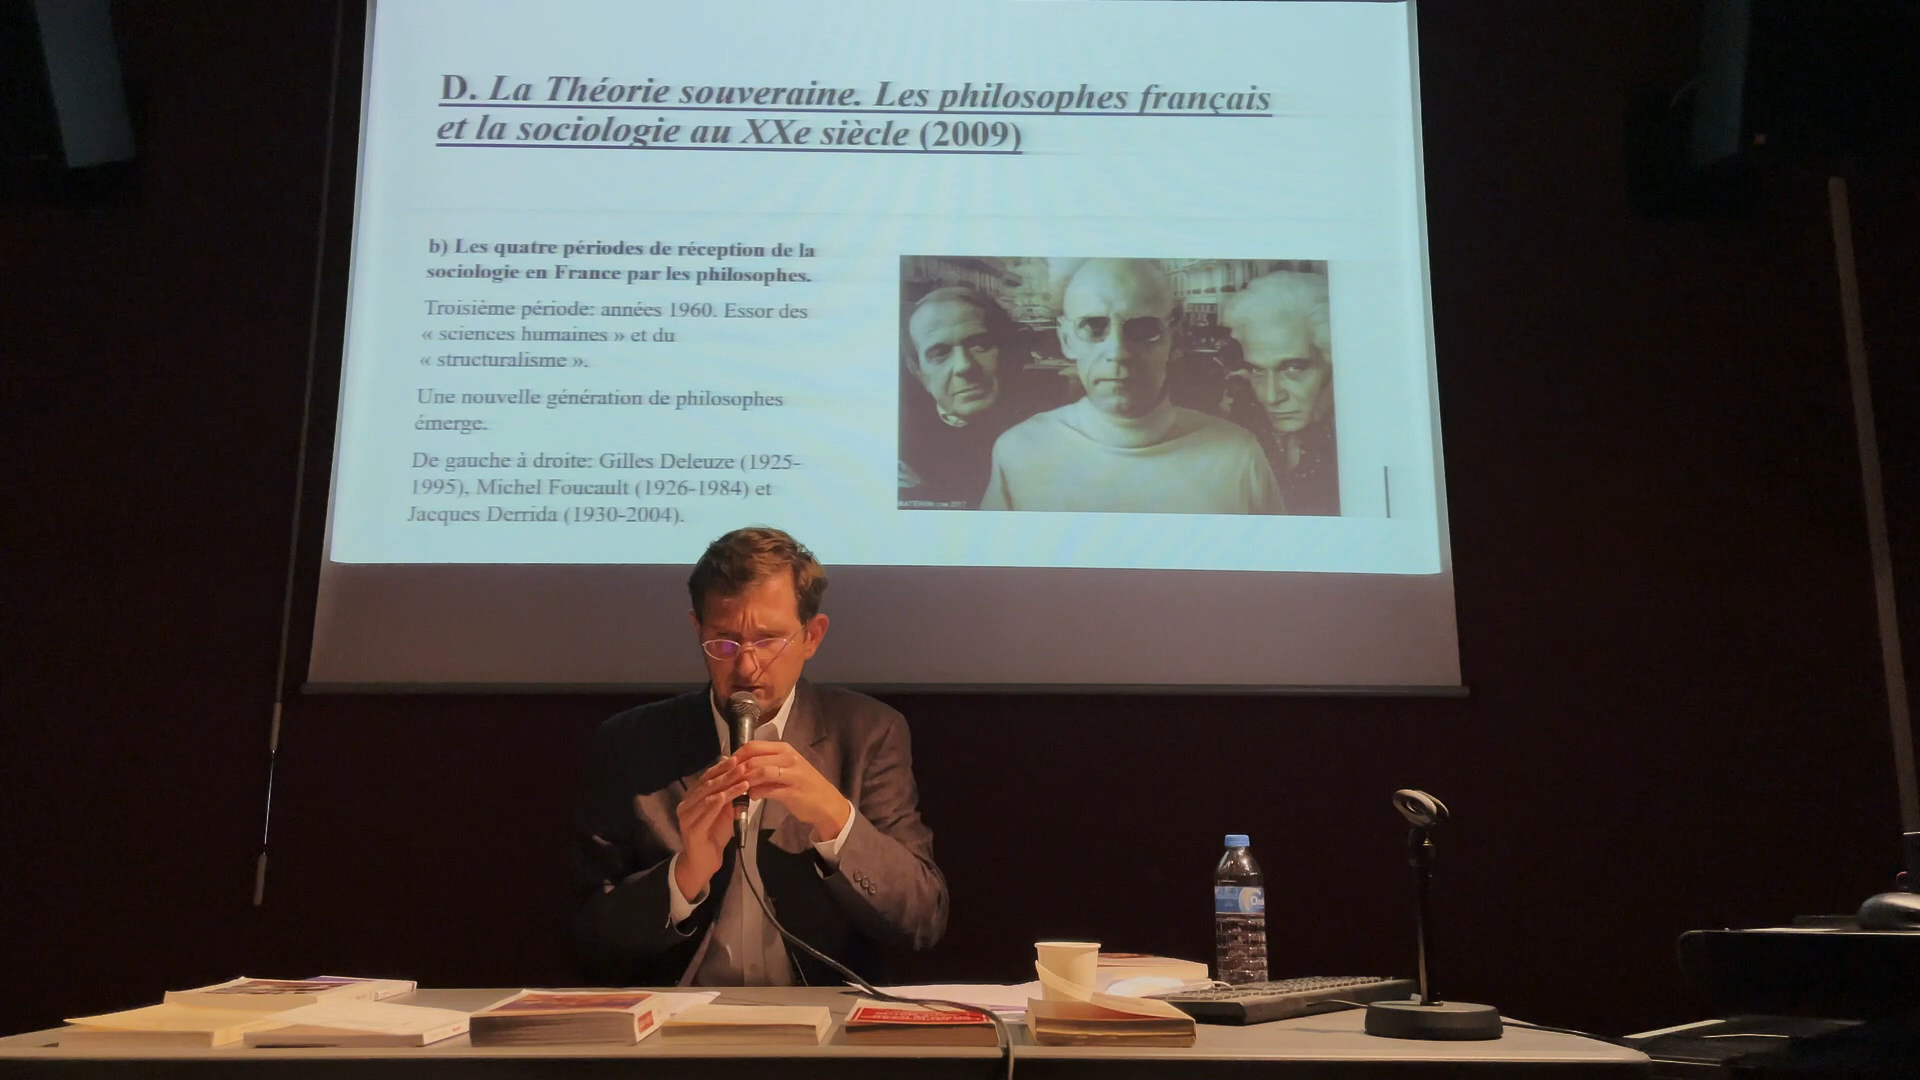 D. La Théorie souveraine. Les philosophes français
et la sociologie au XXe siècle (2009)
b) Les quatre périodes de réception de la
sociologie en France par les philosophes.
Troisième période: années 1960. Essor des
« sciences humaines » et du
« structuralisme ».
Une nouvelle génération de philosophes
émerge.
De gauche à droite: Gilles Deleuze (1925-
1995), Michel Foucault (1926-1984) et
Jacques Derrida (1930-2004).